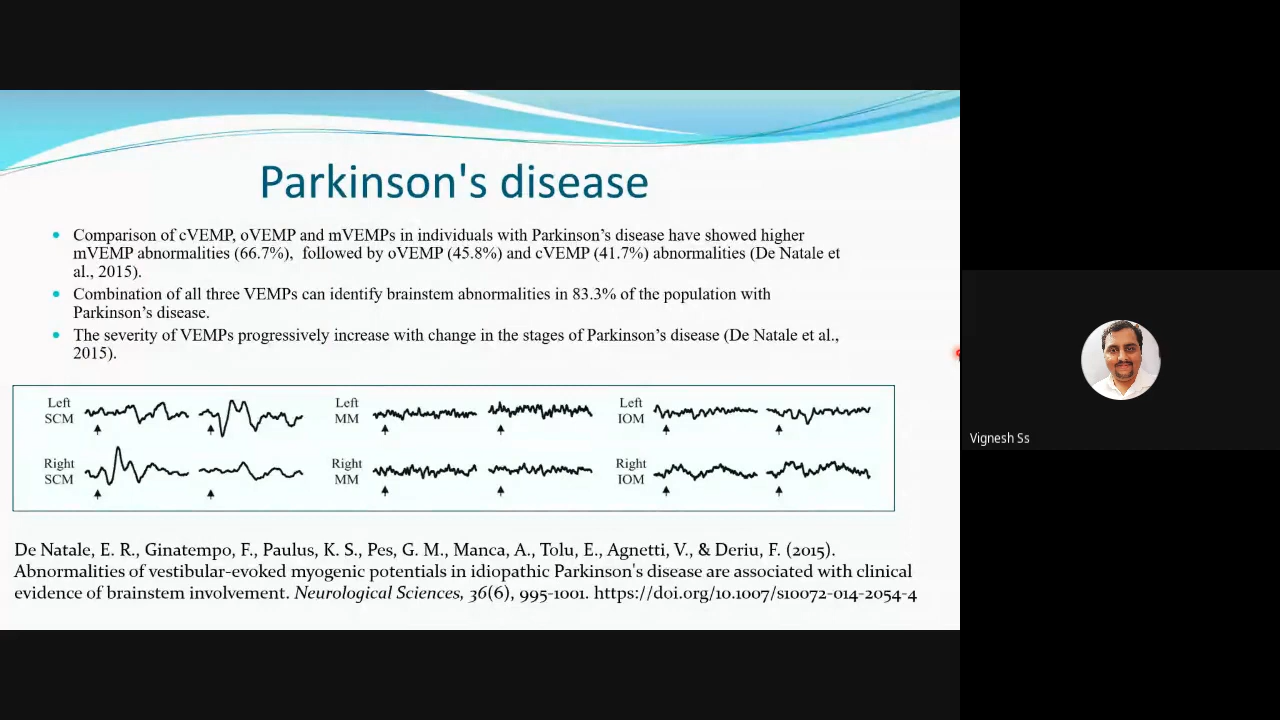 Parkinson's disease
Comparison of cVEMP, oVEMP and mVEMPs in individuals with Parkinson’s disease have showed higher
mVEMP abnormalities (66.7%),  followed by oVEMP (45.8%) and cVEMP (41.7%) abnormalities (De Natale et
al., 2015).
Combination of all three VEMPs can identify brainstem abnormalities in 83.3% of the population with
Parkinson’s disease.
The severity of VEMPs progressively increase with change in the stages of Parkinson’s disease (De Natale et al.,
2015).
Left
SCM
Left
MM
Left
IOM
Right
SCM
Right
MM
Right
IOM
De Natale, E. R., Ginatempo, F., Paulus, K. S., Pes, G. M., Manca, A., Tolu, E., Agnetti, V., & Deriu, F. (2015).
Abnormalities of vestibular-evoked myogenic potentials in idiopathic Parkinson's disease are associated with clinical
evidence of brainstem involvement. Neurological Sciences, 36(6), 995-1001. https://doi.org/10.1007/s10072-014-2054-4
Vignesh Ss